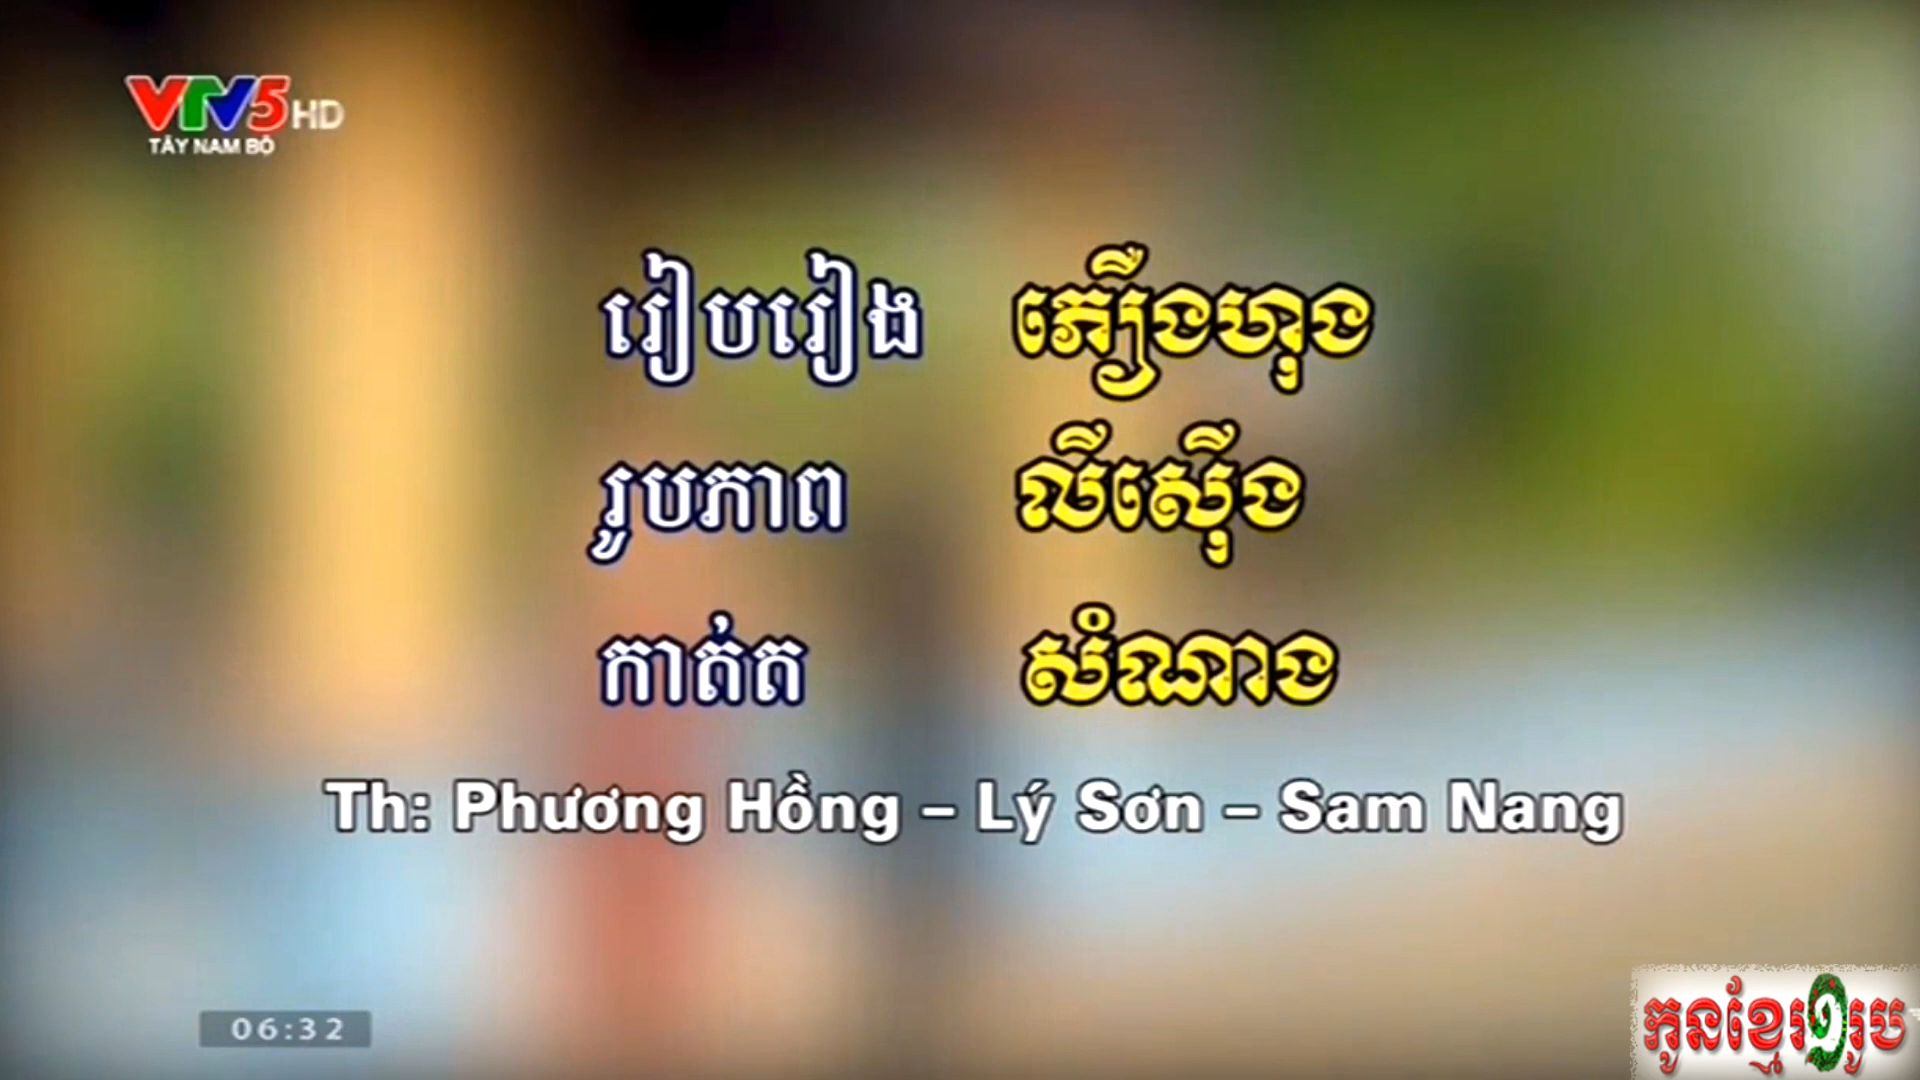 VTV5 HD
TÂY NAM BỘ
រៀបរៀង ភឿងហុង
រូបភាព លីស៊ើង
កាត់ត សំណាង
Th: Phương Hồng – Lý Sơn – Sam Nang
06:32
កូនខ្មែរ១រូប